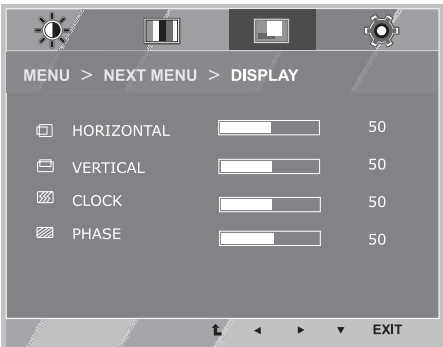 MENU > NEXT MENU > DISPLAY
HORIZONTAL 50
VERTICAL 50
CLOCK 50
PHASE 50
EXIT